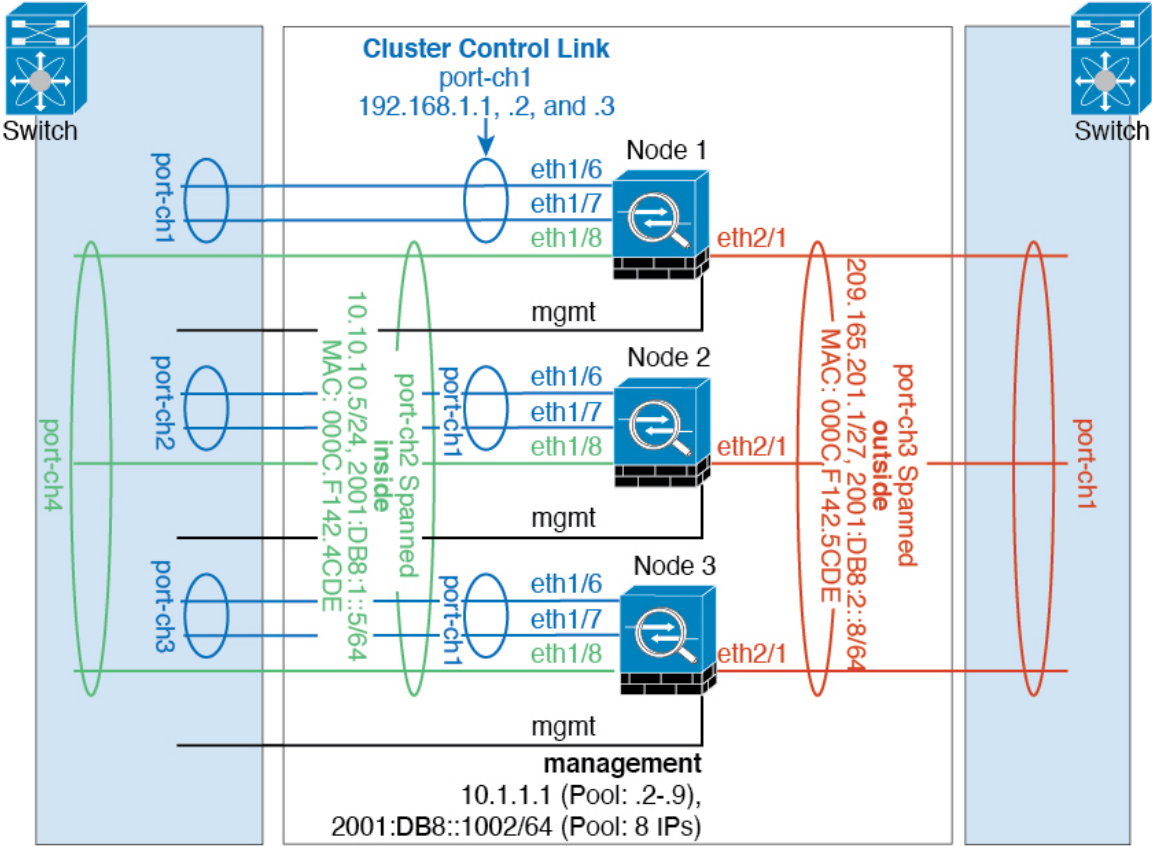 Switch
Switch
Cluster Control Link
port-ch1
192.168.1.1, .2, and .3
Node 1
port-ch1
eth1/6
eth1/7
eth1/8
eth2/1
mgmt
Node 2
port-ch2
port-ch1
eth1/6
eth1/7
eth1/8
eth2/1
mgmt
Node 3
port-ch3
port-ch1
eth1/6
eth1/7
eth1/8
eth2/1
mgmt
port-ch4
port-ch2 Spanned
inside
10.10.10.5/24, 2001:DB8:1::5/64
MAC: 000C.F142.4CDE
port-ch3 Spanned
outside
209.165.201.1/27, 2001:DB8:2::8/64
MAC: 000C.F142.5CDE
port-ch1
management
10.1.1.1 (Pool: .2-.9),
2001:DB8::1002/64 (Pool: 8 IPs)